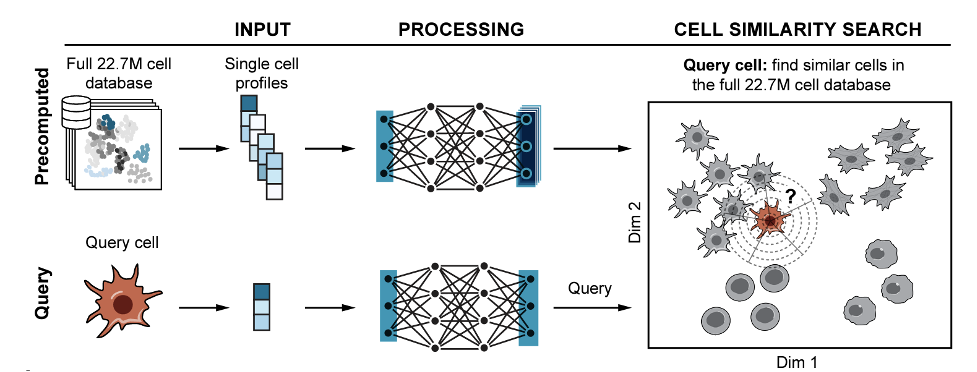 INPUT
PROCESSING
CELL SIMILARITY SEARCH
Precomputed
Full 22.7M cell
database
Single cell
profiles
Query cell: find similar cells in
the full 22.7M cell database
?
Dim 2
Query
Query cell
Query
Dim 1